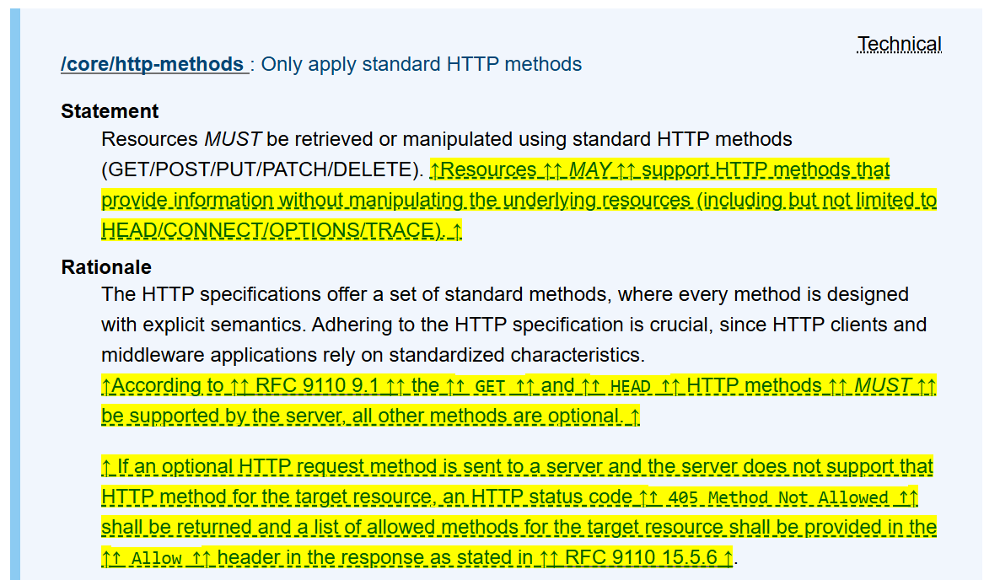 Technical
/core/http-methods : Only apply standard HTTP methods
Statement
Resources MUST be retrieved or manipulated using standard HTTP methods
(GET/POST/PUT/PATCH/DELETE). ↑Resources ↑↑ MAY ↑↑ support HTTP methods that
provide information without manipulating the underlying resources (including but not limited to
HEAD/CONNECT/OPTIONS/TRACE). ↑
Rationale
The HTTP specifications offer a set of standard methods, where every method is designed
with explicit semantics. Adhering to the HTTP specification is crucial, since HTTP clients and
middleware applications rely on standardized characteristics.
↑According to ↑↑ RFC 9110 9.1 ↑↑ the ↑↑ GET ↑↑ and ↑↑ HEAD ↑↑ HTTP methods ↑↑ MUST ↑↑
be supported by the server, all other methods are optional. ↑
↑ If an optional HTTP request method is sent to a server and the server does not support that
HTTP method for the target resource, an HTTP status code ↑↑ 405 Method Not Allowed ↑↑
shall be returned and a list of allowed methods for the target resource shall be provided in the
↑↑ Allow ↑↑ header in the response as stated in ↑↑ RFC 9110 15.5.6 ↑.